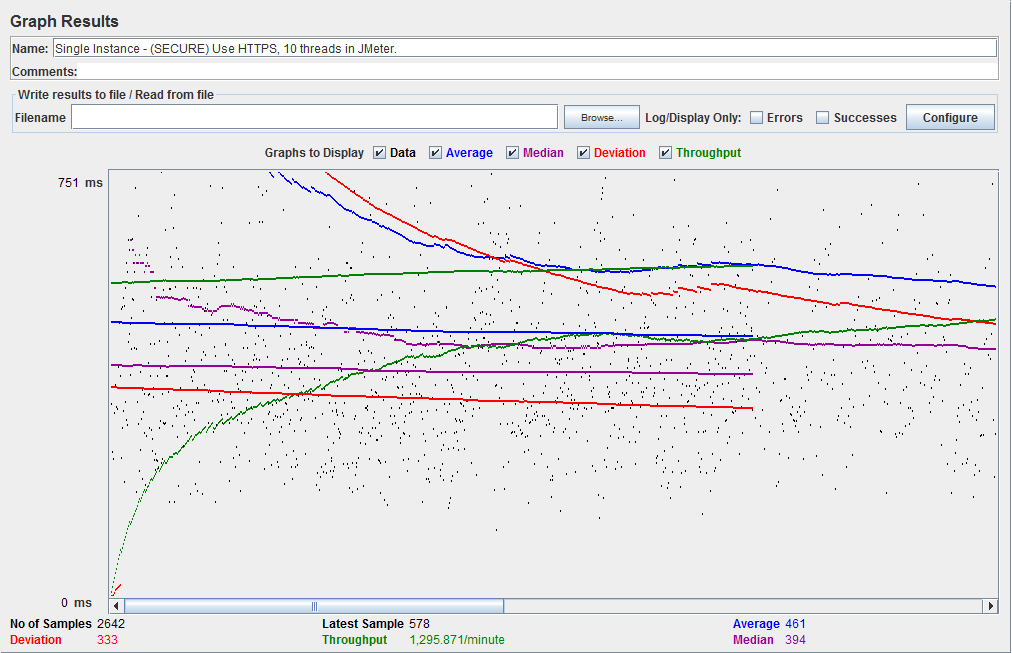 Graph Results
Name: Single Instance - (SECURE) Use HTTPS, 10 threads in JMeter.
Comments:
Write results to file / Read from file
Filename Browse... Log/Display Only: Errors Successes Configure
Graphs to Display Data Average Median Deviation Throughput
751 ms
0 ms
No of Samples 2642 Latest Sample 578 Average 461
Deviation 333 Throughput 1,295.871/minute Median 394